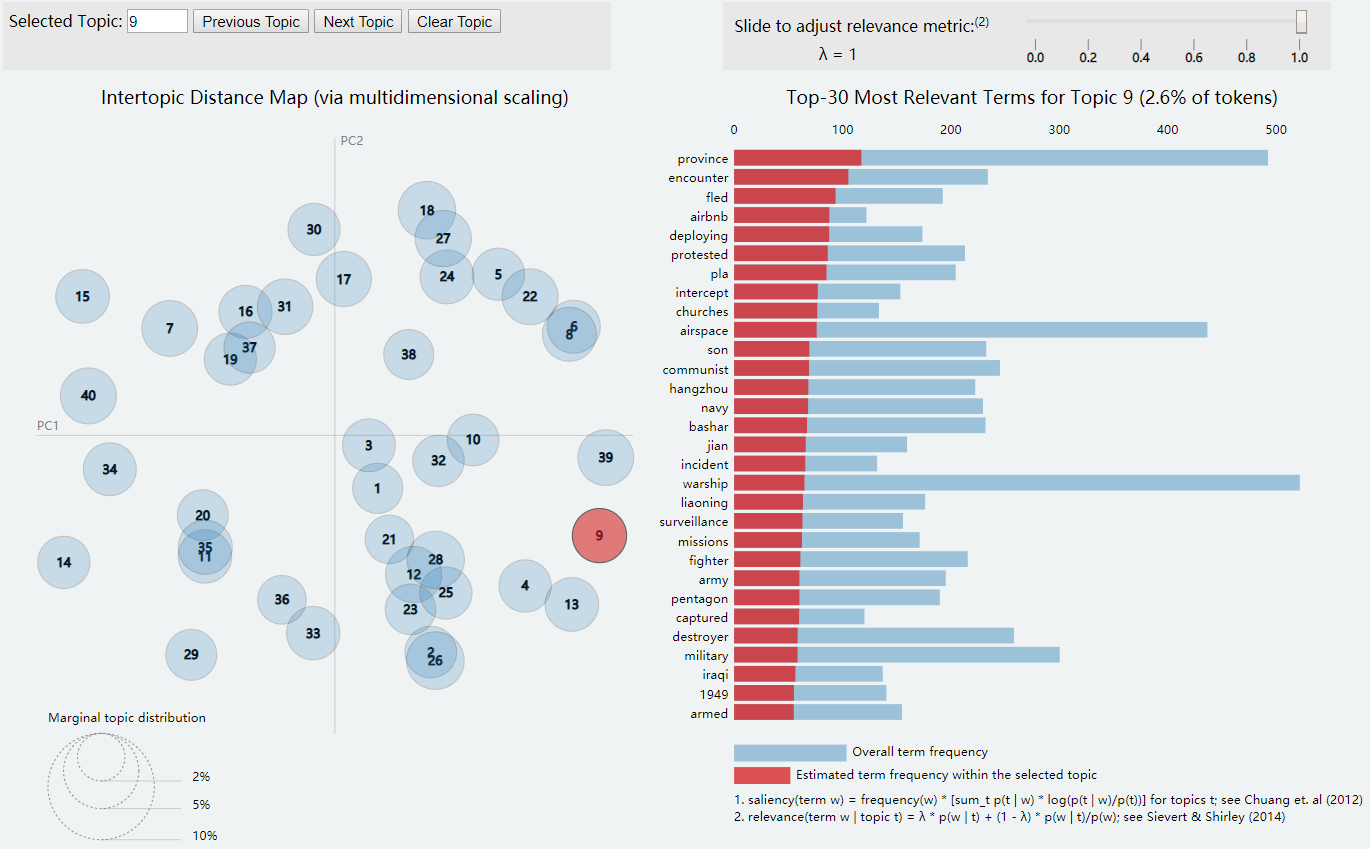 Selected Topic: 9 Previous Topic Next Topic Clear Topic
Slide to adjust relevance metric:(2)
λ = 1
0.0 0.2 0.4 0.6 0.8 1.0
Intertopic Distance Map (via multidimensional scaling)
PC2
18
30
27
17
24
5
15
22
16
31
7
6
8
37
19
38
40
PC1
3
10
32
39
34
1
20
9
21
35
11
14
28
12
4
25
36
13
23
33
2
29
26
Marginal topic distribution
2%
5%
10%
Top-30 Most Relevant Terms for Topic 9 (2.6% of tokens)
0 100 200 300 400 500
province
encounter
fled
airbnb
deploying
protested
pla
intercept
churches
airspace
son
communist
hangzhou
navy
bashar
jian
incident
warship
liaoning
surveillance
missions
fighter
army
pentagon
captured
destroyer
military
iraqi
1949
armed
Overall term frequency
Estimated term frequency within the selected topic
1. saliency(term w) = frequency(w) * [sum_t p(t | w) * log(p(t | w)/p(t))] for topics t; see Chuang et. al (2012)
2. relevance(term w | topic t) = λ * p(w | t) + (1 - λ) * p(w | t)/p(w); see Sievert & Shirley (2014)